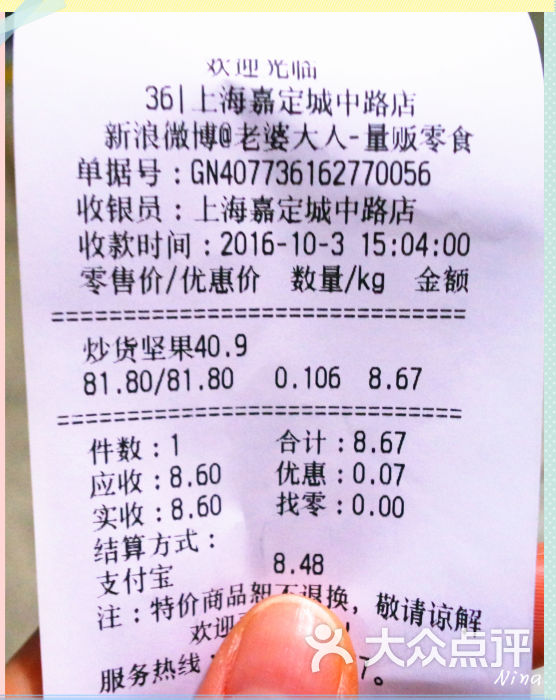 欢迎光临
36|上海嘉定城中路店
新浪微博@老婆大人-量贩零食
单据号：GN4077361627​70056
收银员：上海嘉定城中路店
收款时间：2016-10-3 15:04:00
零售价/优惠价 数量/kg 金额
==============================
炒货坚果40.9
81.80/81.80 0.106 8.67
==============================
件数：1 合计：8.67
应收：8.60 优惠：0.07
实收：8.60 找零：0.00
结算方式：
支付宝 8.48
注：特价商品恕不退换，敬请谅解
欢迎
服务热线：
大众点评
Nina